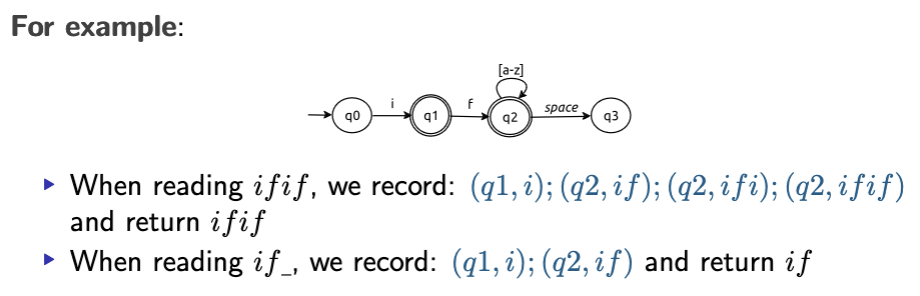 For example:
[a-z]
i f space
q0 q1 q2 q3
▸ When reading ifif, we record: (q1, i); (q2, if); (q2, ifi); (q2, ifif)
and return ifif
▸ When reading if_, we record: (q1, i); (q2, if) and return if